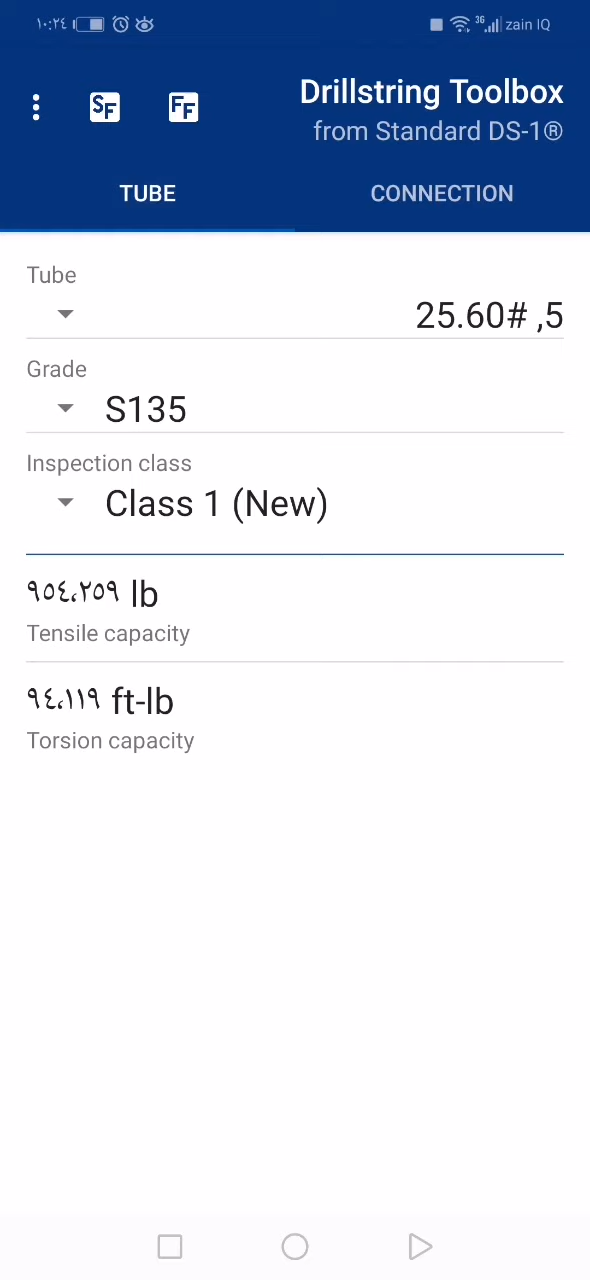 ١٠:٢٤
3G zain IQ
SF FF Drillstring Toolbox
from Standard DS-1®
TUBE CONNECTION
Tube
25.60# ,5
Grade
S135
Inspection class
Class 1 (New)
٩٥٤،٢٥٩ lb
Tensile capacity
٩٤،١١٩ ft-lb
Torsion capacity